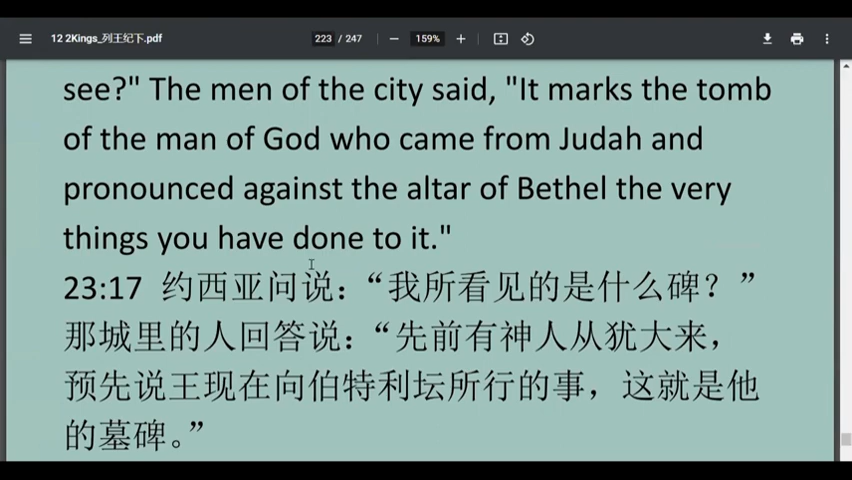 12 2Kings_列王纪下.pdf
223 / 247
159%
see?" The men of the city said, "It marks the tomb
of the man of God who came from Judah and
pronounced against the altar of Bethel the very
things you have done to it."
23:17 约西亚问说：“我所看见的是什么碑？”
那城里的人回答说：“先前有神人从犹大来，
预先说王现在向伯特利坛所行的事，这就是他
的墓碑。”